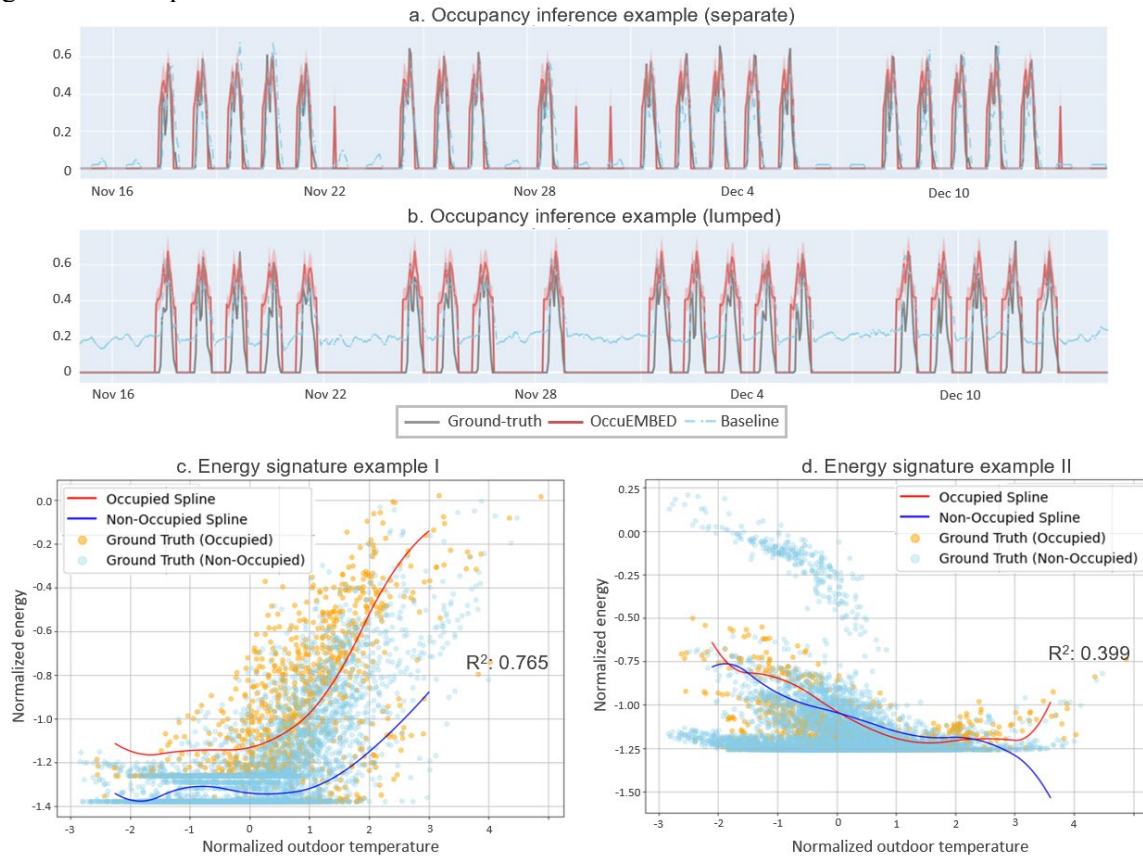 a. Occupancy inference example (separate)
0.6
0.4
0.2
0
Nov 16 Nov 22 Nov 28 Dec 4 Dec 10
b. Occupancy inference example (lumped)
0.6
0.4
0.2
0
Nov 16 Nov 22 Nov 28 Dec 4 Dec 10
Ground-truth OccuEMBED Baseline
c. Energy signature example I
Occupied Spline
Non-Occupied Spline
Ground Truth (Occupied)
Ground Truth (Non-Occupied)
R²: 0.765
Normalized energy
0.0
-0.2
-0.4
-0.6
-0.8
-1.0
-1.2
-1.4
-3 -2 -1 0 1 2 3 4
Normalized outdoor temperature
d. Energy signature example II
Occupied Spline
Non-Occupied Spline
Ground Truth (Occupied)
Ground Truth (Non-Occupied)
R²: 0.399
Normalized energy
0.25
0.00
-0.25
-0.50
-0.75
-1.00
-1.25
-1.50
-3 -2 -1 0 1 2 3 4
Normalized outdoor temperature